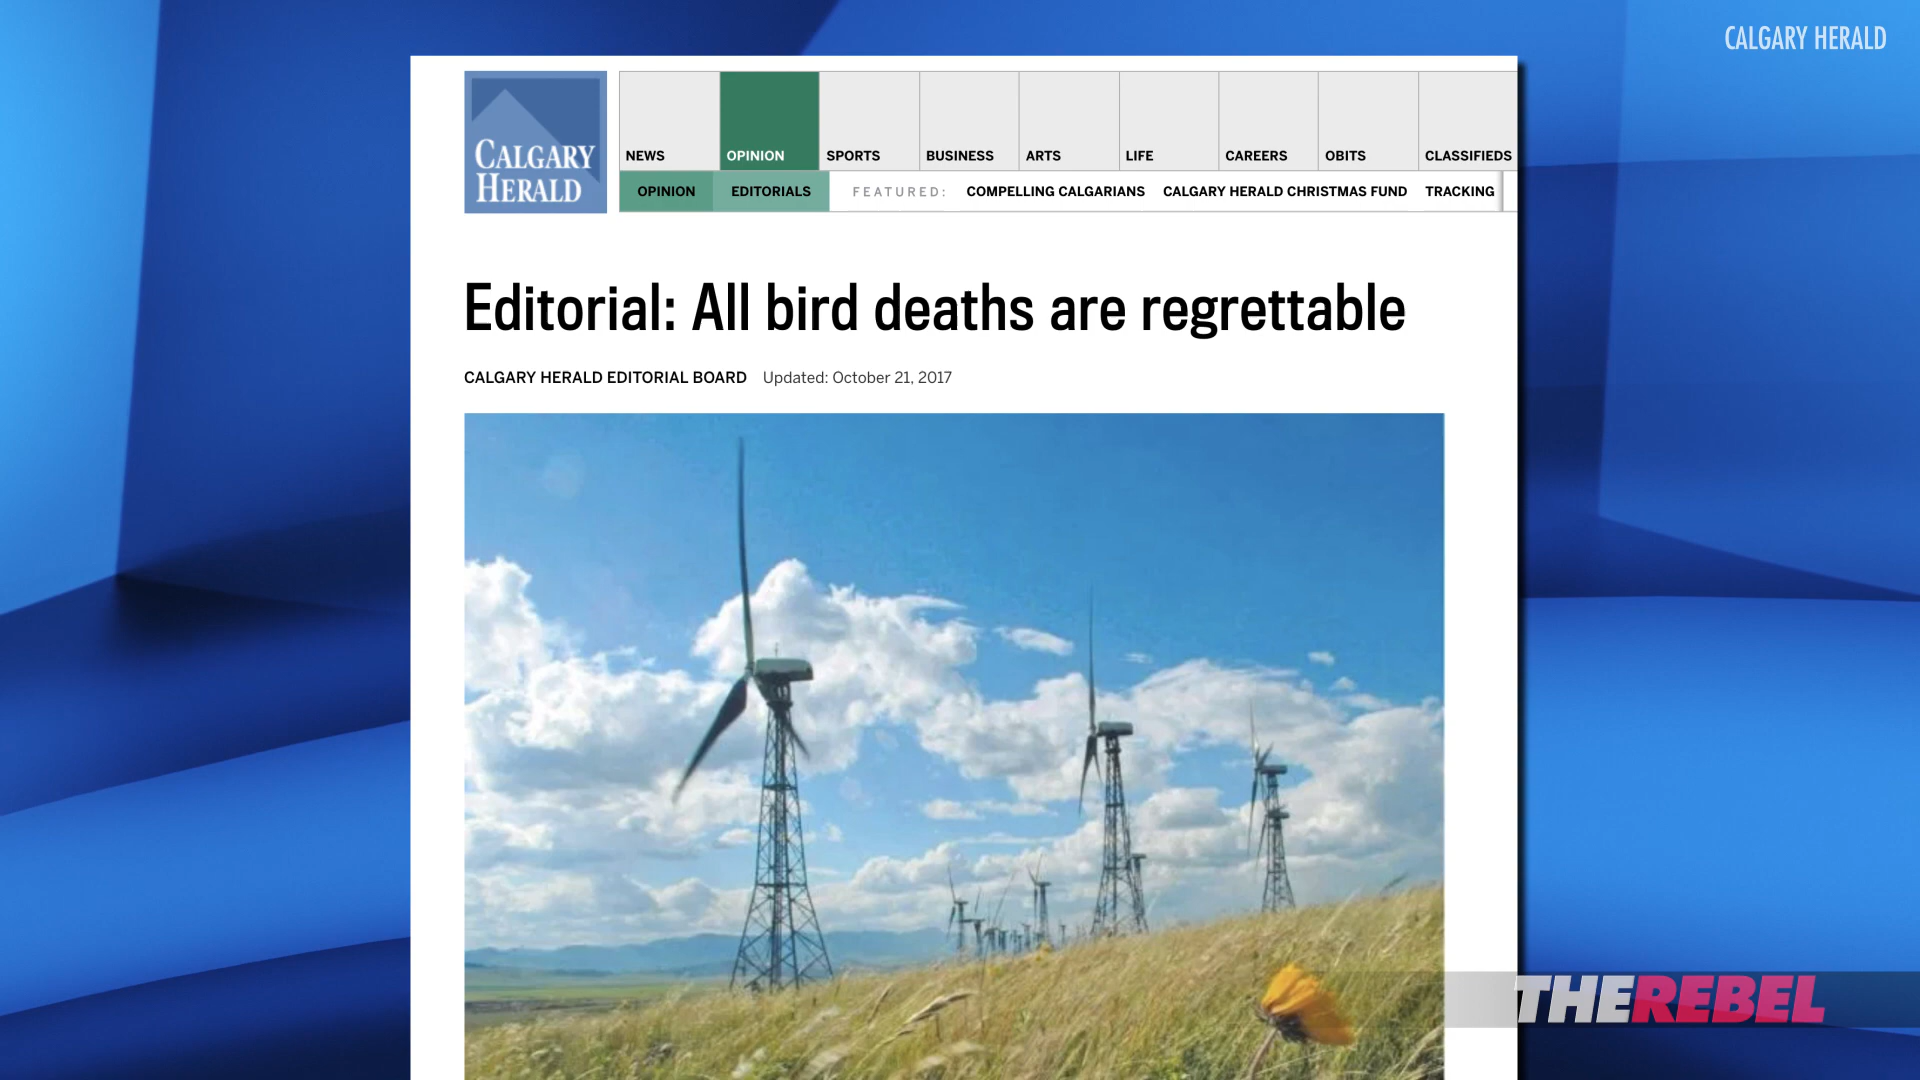 CALGARY HERALD
CALGARY
HERALD
NEWS OPINION SPORTS BUSINESS ARTS LIFE CAREERS OBITS CLASSIFIEDS
OPINION EDITORIALS FEATURED: COMPELLING CALGARIANS CALGARY HERALD CHRISTMAS FUND TRACKING
Editorial: All bird deaths are regrettable
CALGARY HERALD EDITORIAL BOARD Updated: October 21, 2017
THEREBEL